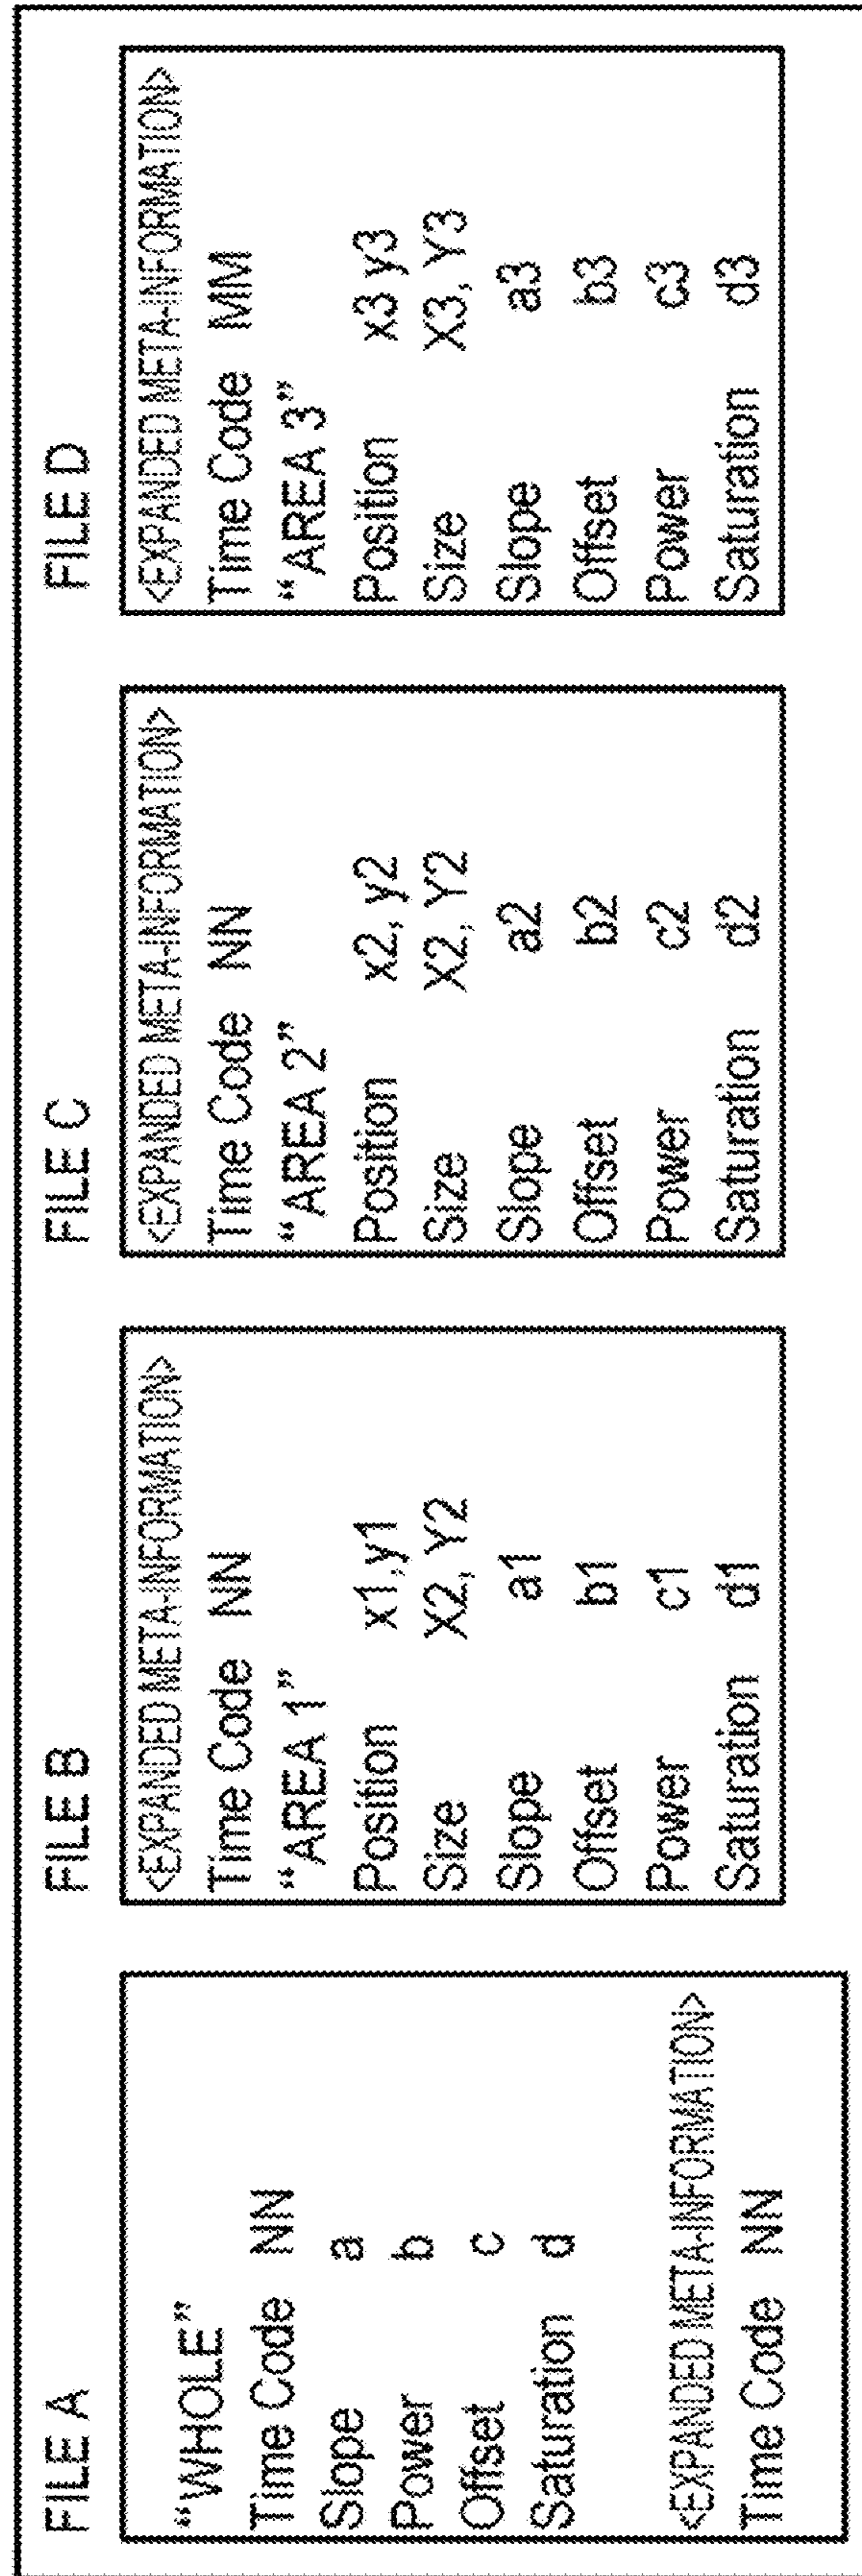 FILE A
“WHOLE”
Time Code NN
Slope a
Power b
Offset c
Saturation d
<EXPANDED META-INFORMATION>
Time Code NN
FILE B
<EXPANDED META-INFORMATION>
Time Code NN
“AREA 1”
Position x1,y1
Size X2, Y2
Slope a1
Offset b1
Power c1
Saturation d1
FILE C
<EXPANDED META-INFORMATION>
Time Code NN
“AREA 2”
Position x2, y2
Size X2, Y2
Slope a2
Offset b2
Power c2
Saturation d2
FILE D
<EXPANDED META-INFORMATION>
Time Code MM
“AREA 3”
Position x3 y3
Size X3, Y3
Slope a3
Offset b3
Power c3
Saturation d3